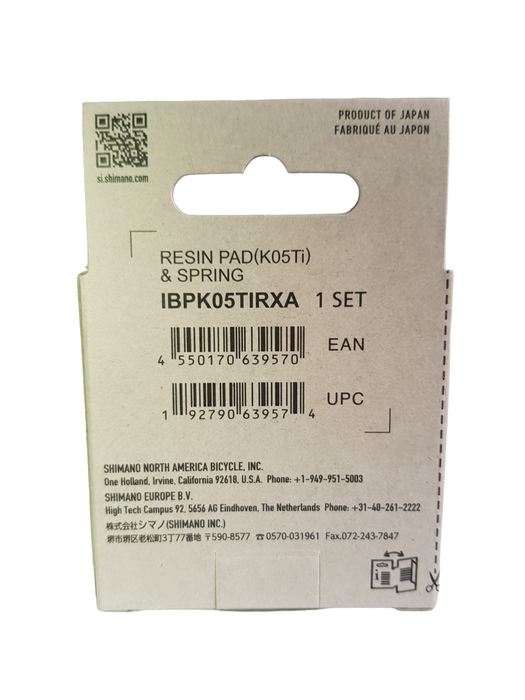 PRODUCT OF JAPAN
FABRIQUÉ AU JAPON
si.shimano.com
RESIN PAD(K05Ti)
& SPRING
IBPK05TIRXA 1 SET
4 550170 639570 EAN
1 92790 63957 4 UPC
SHIMANO NORTH AMERICA BICYCLE, INC.
One Holland, Irvine, California 92618, U.S.A. Phone: +1-949-951-5003
SHIMANO EUROPE B.V.
High Tech Campus 92, 5656 AG Eindhoven, The Netherlands Phone: +31-40-261-2222
株式会社シマノ(SHIMANO INC.)
堺市堺区老松町3丁77番地 〒590-8577 ☎0570-031961 Fax.072-243-7847